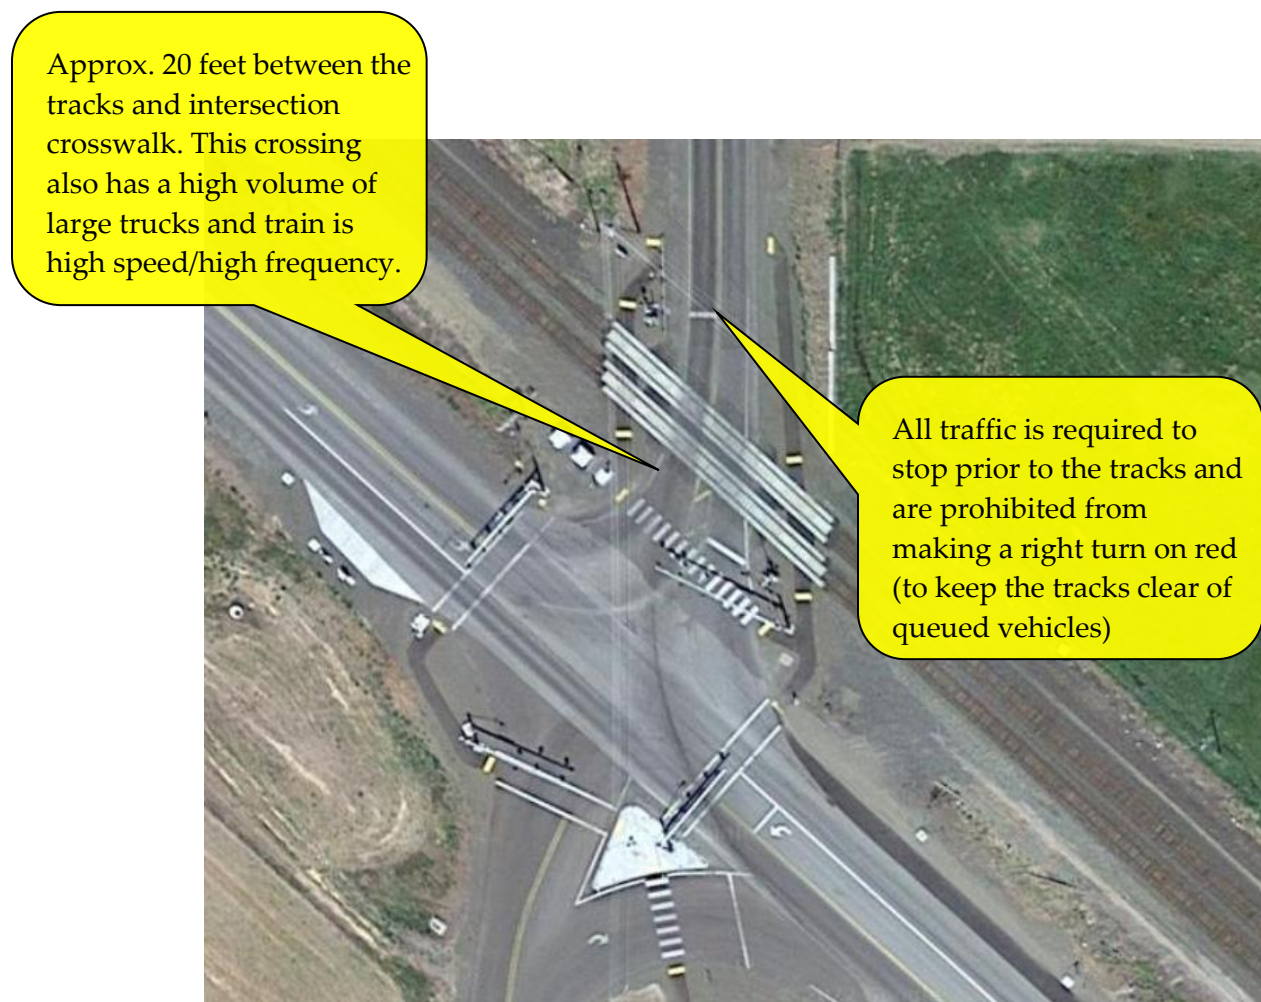 Approx. 20 feet between the
tracks and intersection
crosswalk. This crossing
also has a high volume of
large trucks and train is
high speed/high frequency.
All traffic is required to
stop prior to the tracks and
are prohibited from
making a right turn on red
(to keep the tracks clear of
queued vehicles)